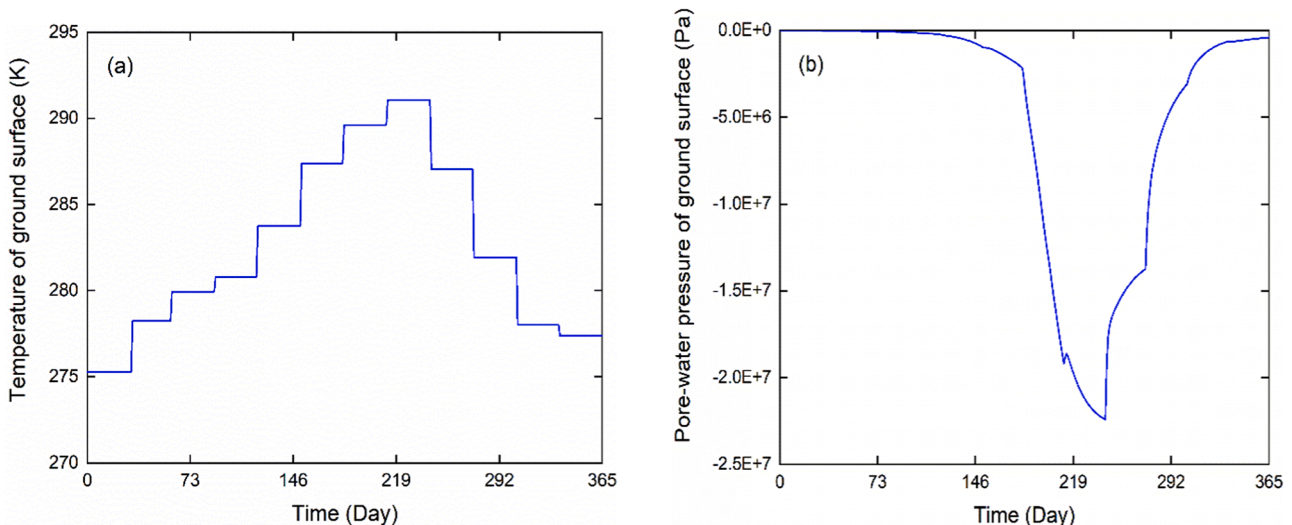 Temperature of ground surface (K)
(a)
295
290
285
280
275
270
0 73 146 219 292 365
Time (Day)
Pore-water pressure of ground surface (Pa)
(b)
0.0E+0
-5.0E+6
-1.0E+7
-1.5E+7
-2.0E+7
-2.5E+7
0 73 146 219 292 365
Time (Day)